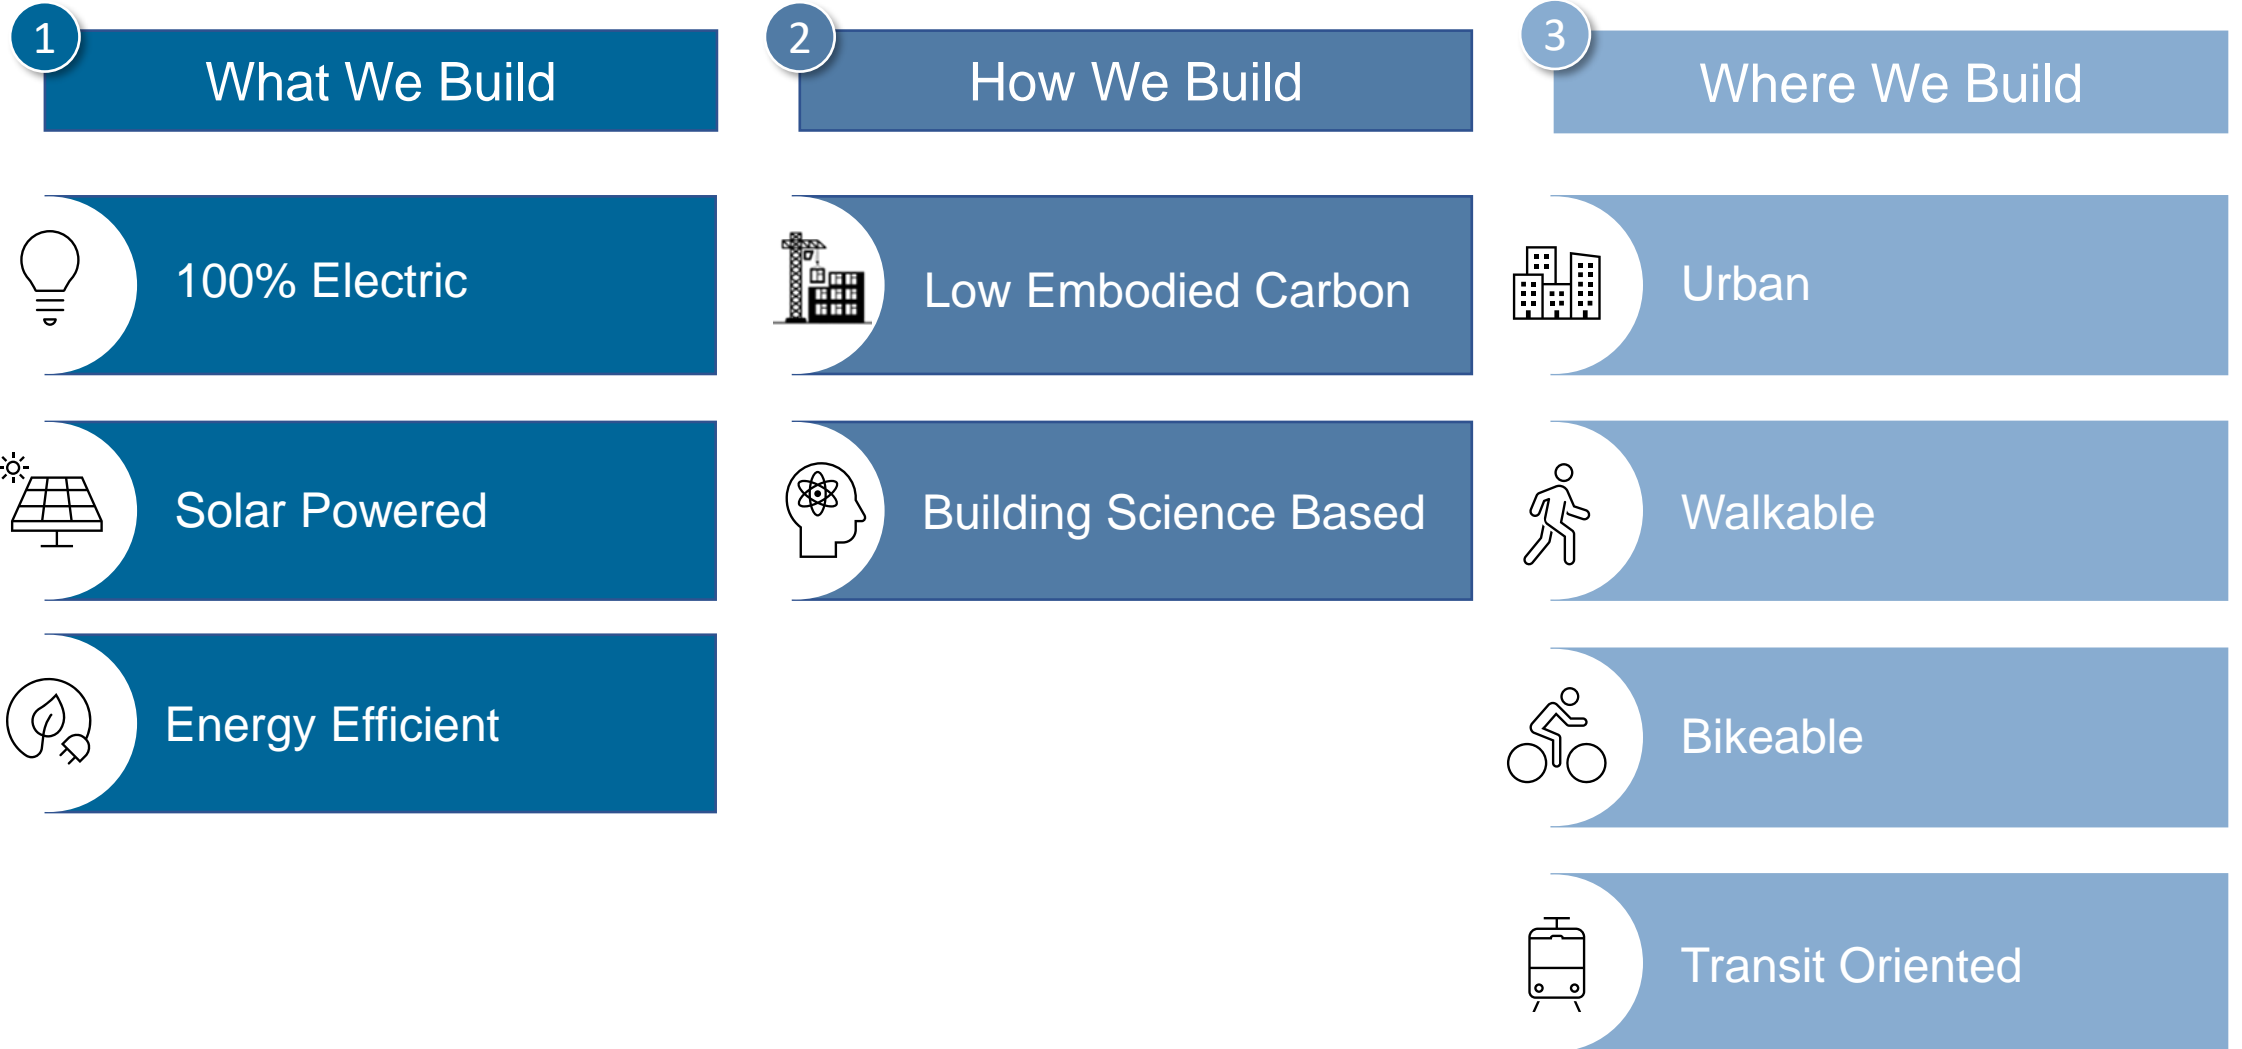 1
What We Build
100% Electric
Solar Powered
Energy Efficient
2
How We Build
Low Embodied Carbon
Building Science Based
3
Where We Build
Urban
Walkable
Bikeable
Transit Oriented